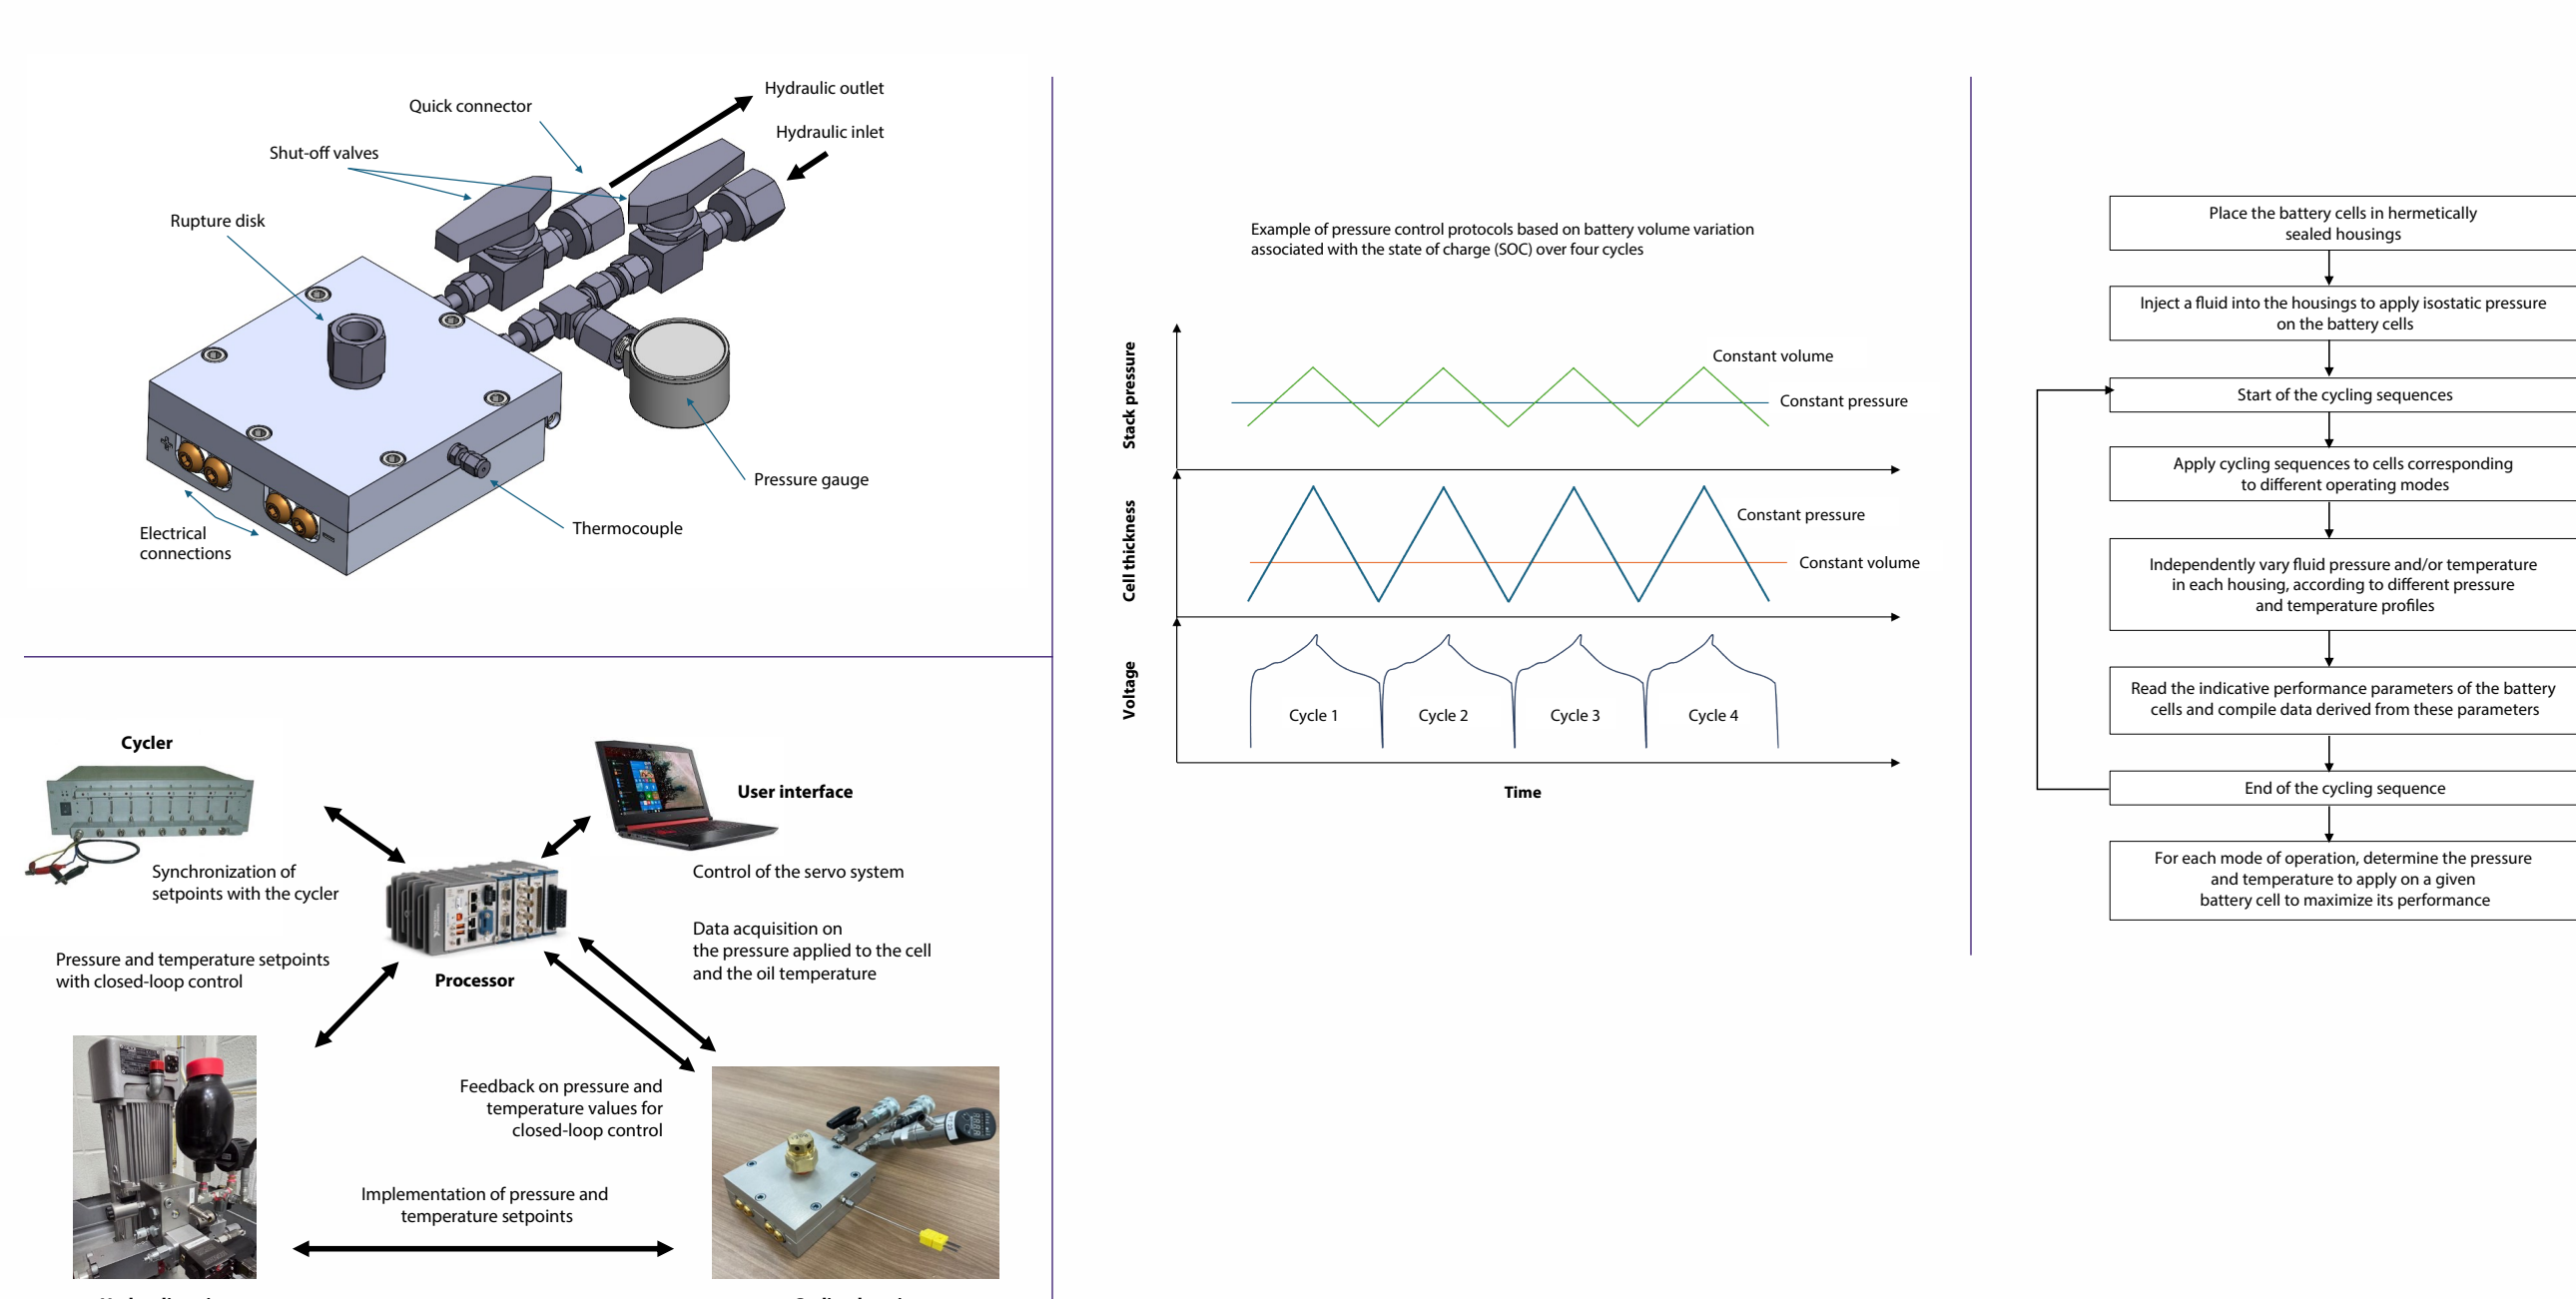 Hydraulic outlet
Quick connector
Hydraulic inlet
Shut-off valves
Rupture disk
Pressure gauge
Thermocouple
Electrical
connections
Cycler
User interface
Synchronization of
setpoints with the cycler
Control of the servo system
Data acquisition on
the pressure applied to the cell
and the oil temperature
Pressure and temperature setpoints
with closed-loop control
Processor
Feedback on pressure and
temperature values for
closed-loop control
Implementation of pressure and
temperature setpoints
Example of pressure control protocols based on battery volume variation
associated with the state of charge (SOC) over four cycles
Stack pressure
Constant volume
Constant pressure
Cell thickness
Constant pressure
Constant volume
Voltage
Cycle 1
Cycle 2
Cycle 3
Cycle 4
Time
Place the battery cells in hermetically
sealed housings
Inject a fluid into the housings to apply isostatic pressure
on the battery cells
Start of the cycling sequences
Apply cycling sequences to cells corresponding
to different operating modes
Independently vary fluid pressure and/or temperature
in each housing, according to different pressure
and temperature profiles
Read the indicative performance parameters of the battery
cells and compile data derived from these parameters
End of the cycling sequence
For each mode of operation, determine the pressure
and temperature to apply on a given
battery cell to maximize its performance